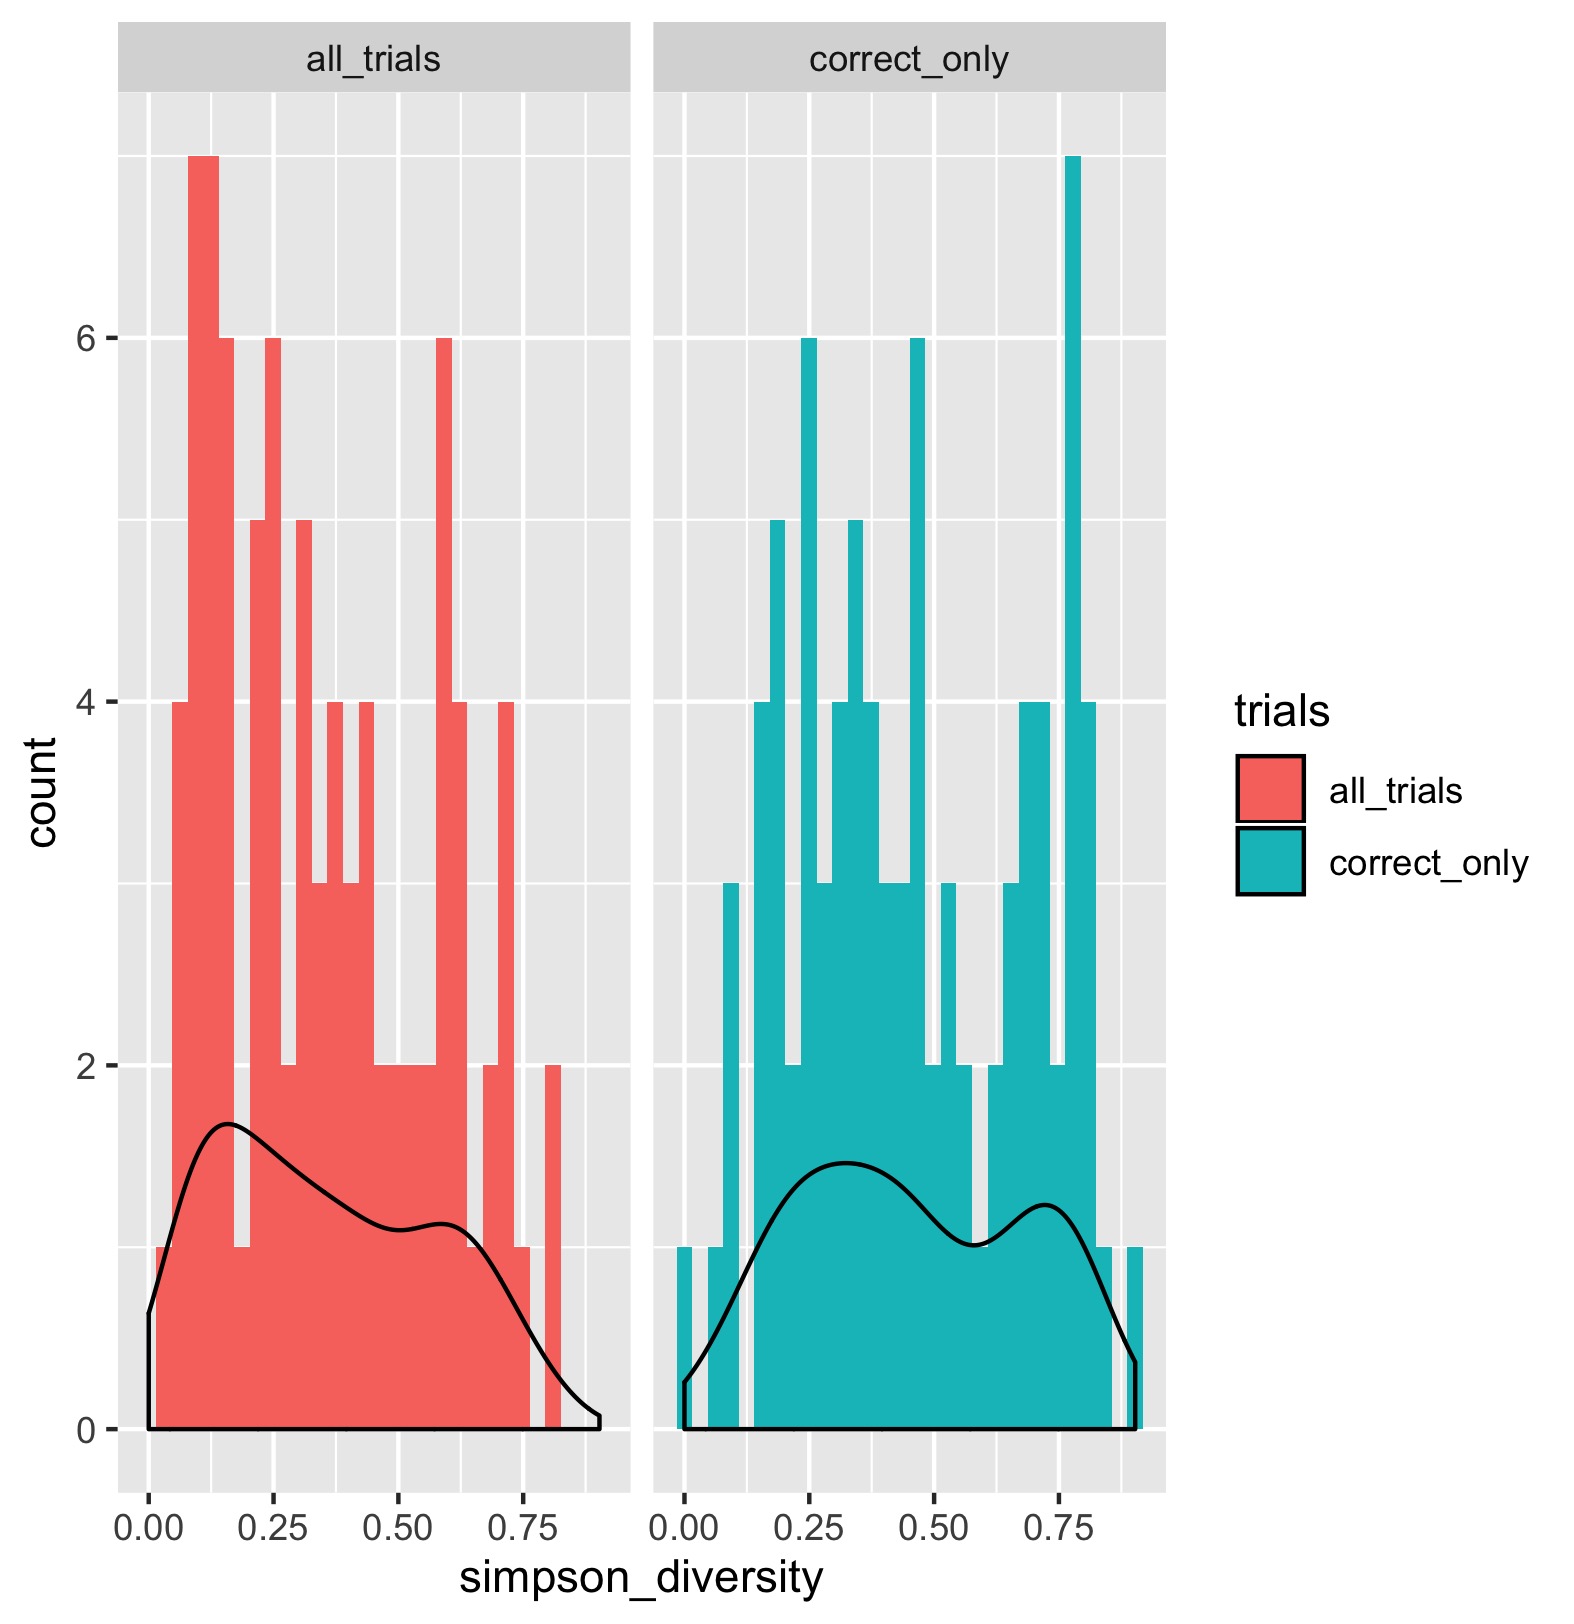 all_trials correct_only
6
4
2
0
count
0.00 0.25 0.50 0.75 0.00 0.25 0.50 0.75
simpson_diversity
trials
all_trials
correct_only